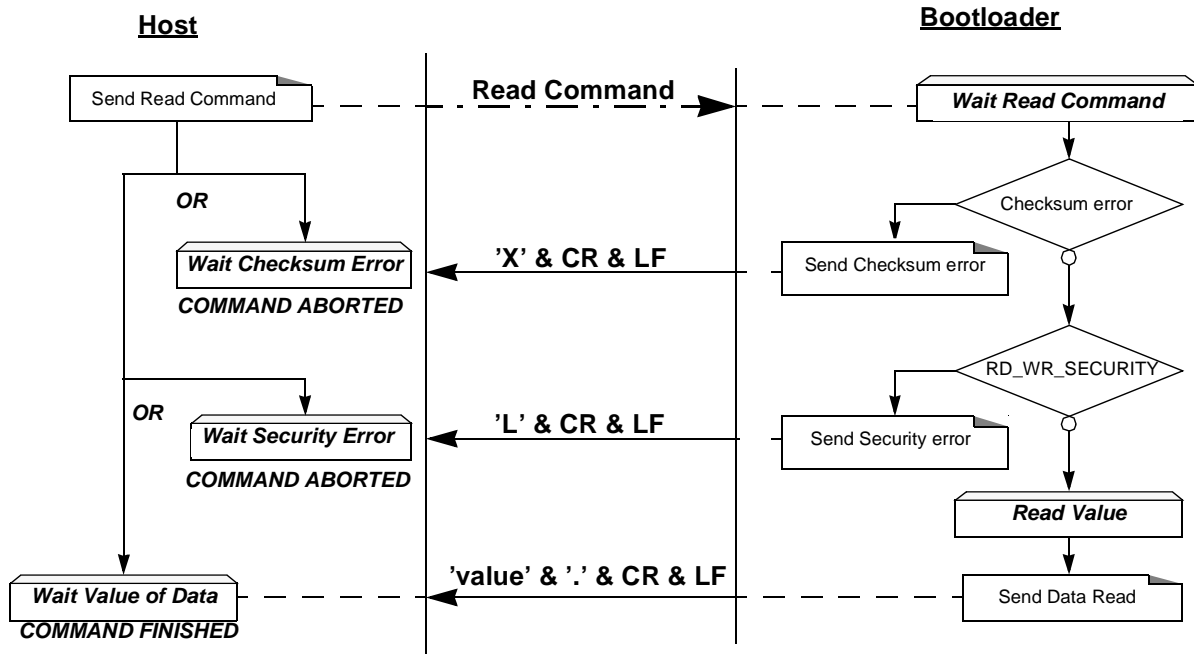 Host
Bootloader
Send Read Command
Read Command
Wait Read Command
OR
Checksum error
Wait Checksum Error
’X’ & CR & LF
Send Checksum error
COMMAND ABORTED
RD_WR_SECURITY
OR
Wait Security Error
’L’ & CR & LF
Send Security error
COMMAND ABORTED
Read Value
’value’ & ’.’ & CR & LF
Wait Value of Data
Send Data Read
COMMAND FINISHED